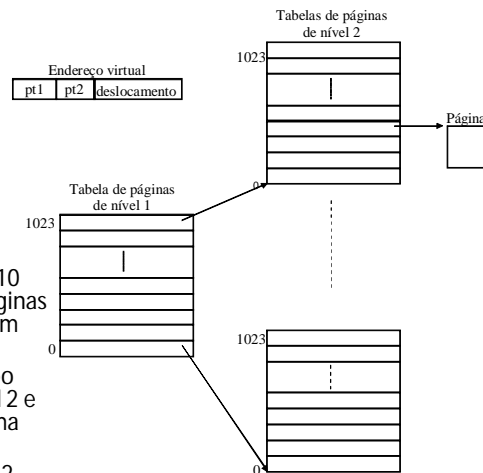 Tabelas de páginas
de nível 2
1023
Endereço virtual
pt1 pt2 deslocamento
Página
0
Tabela de páginas
de nível 1
1023
0
10
ginas
m
o
2 e
na
2
1023
0